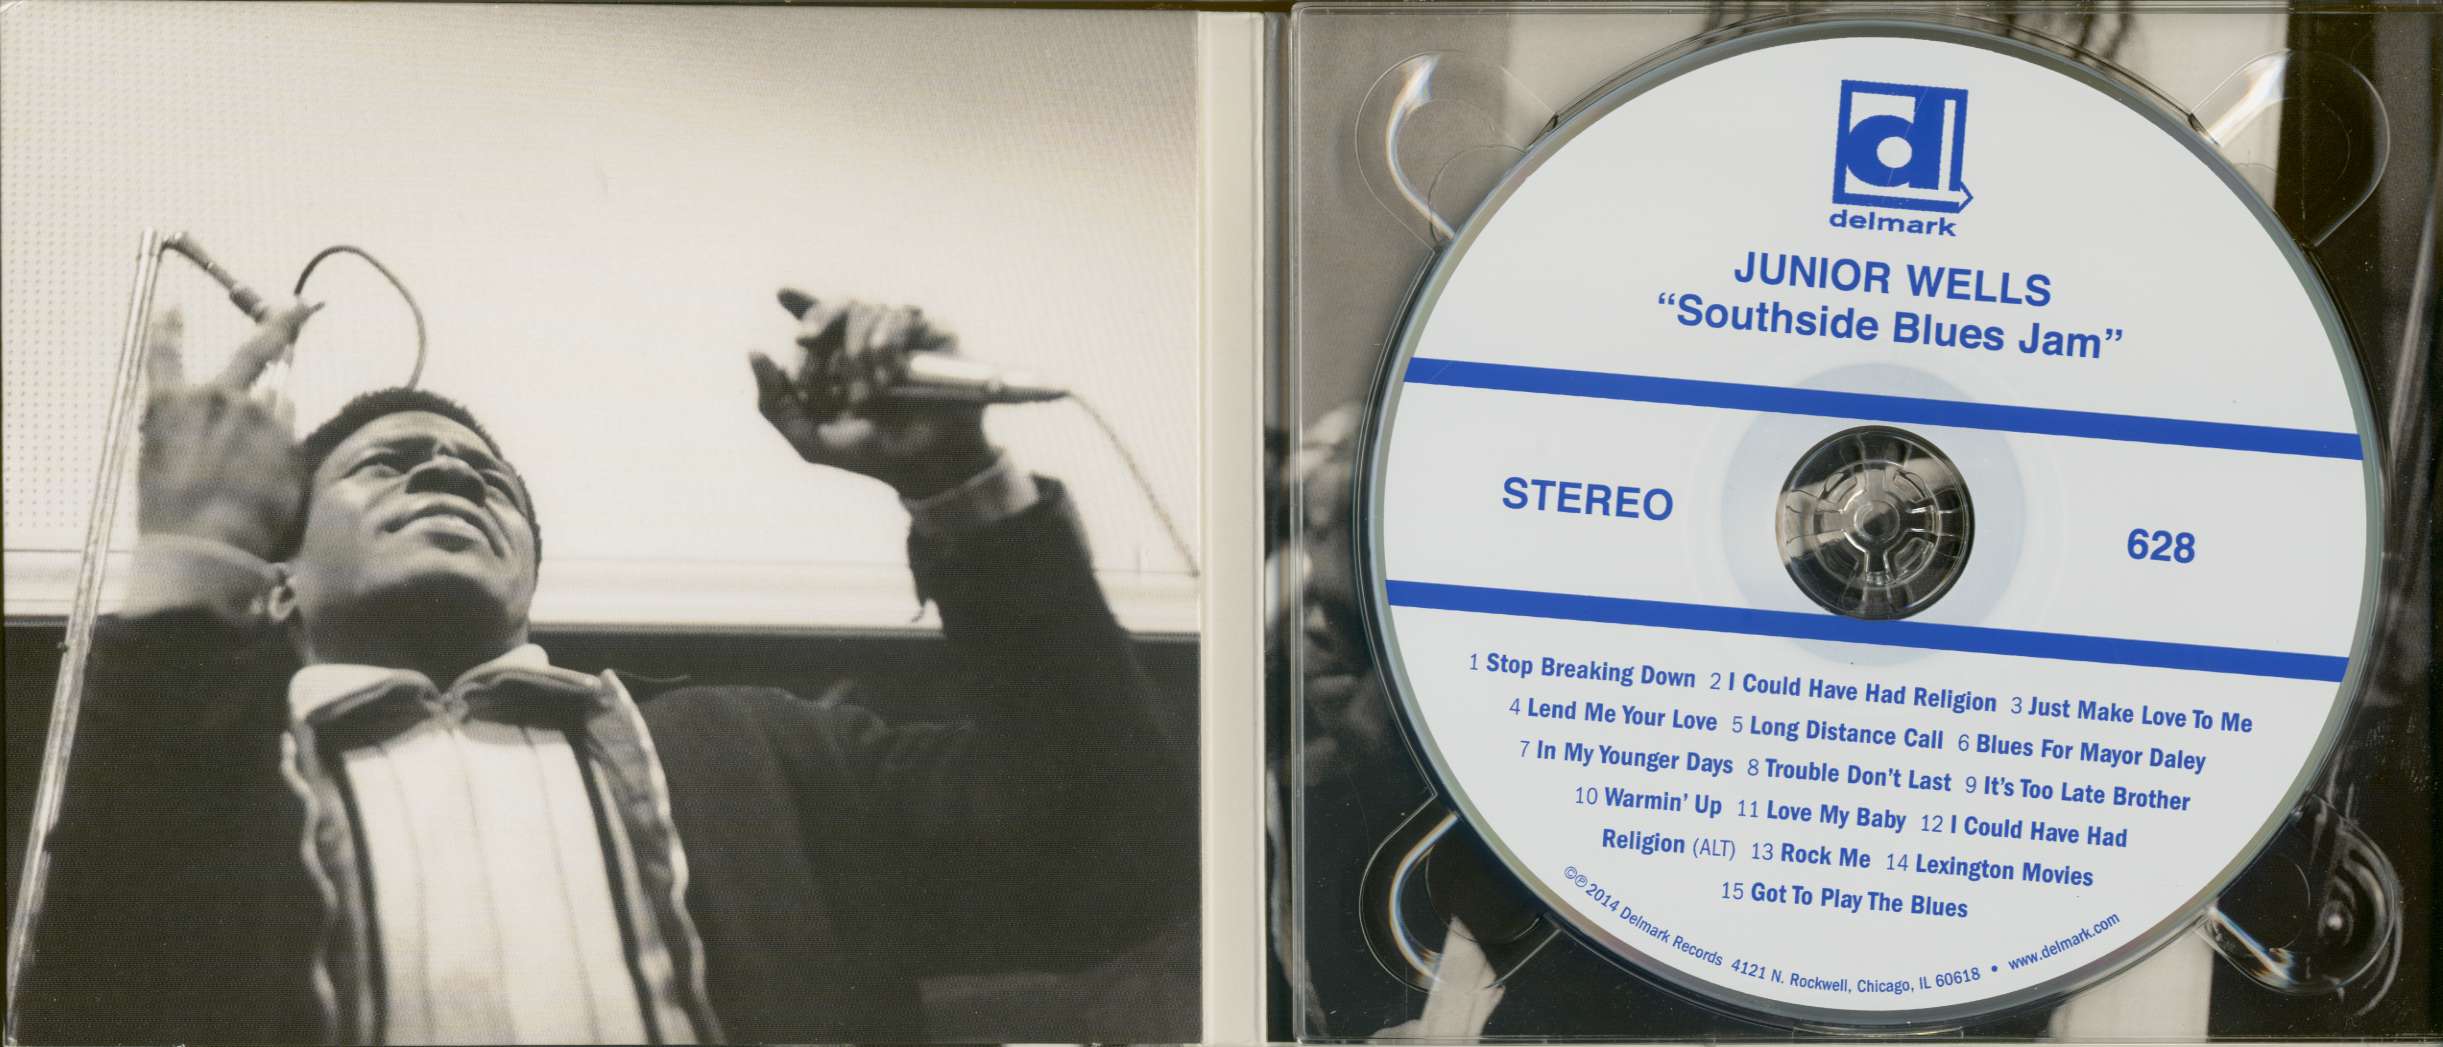 dl
delmark
JUNIOR WELLS
“Southside Blues Jam”
STEREO
628
1 Stop Breaking Down 2 I Could Have Had Religion 3 Just Make Love To Me
4 Lend Me Your Love 5 Long Distance Call 6 Blues For Mayor Daley
7 In My Younger Days 8 Trouble Don’t Last 9 It’s Too Late Brother
10 Warmin’ Up 11 Love My Baby 12 I Could Have Had
Religion (ALT) 13 Rock Me 14 Lexington Movies
15 Got To Play The Blues
©℗2014 Delmark Records 4121 N. Rockwell, Chicago, IL 60618 • www.delmark.com